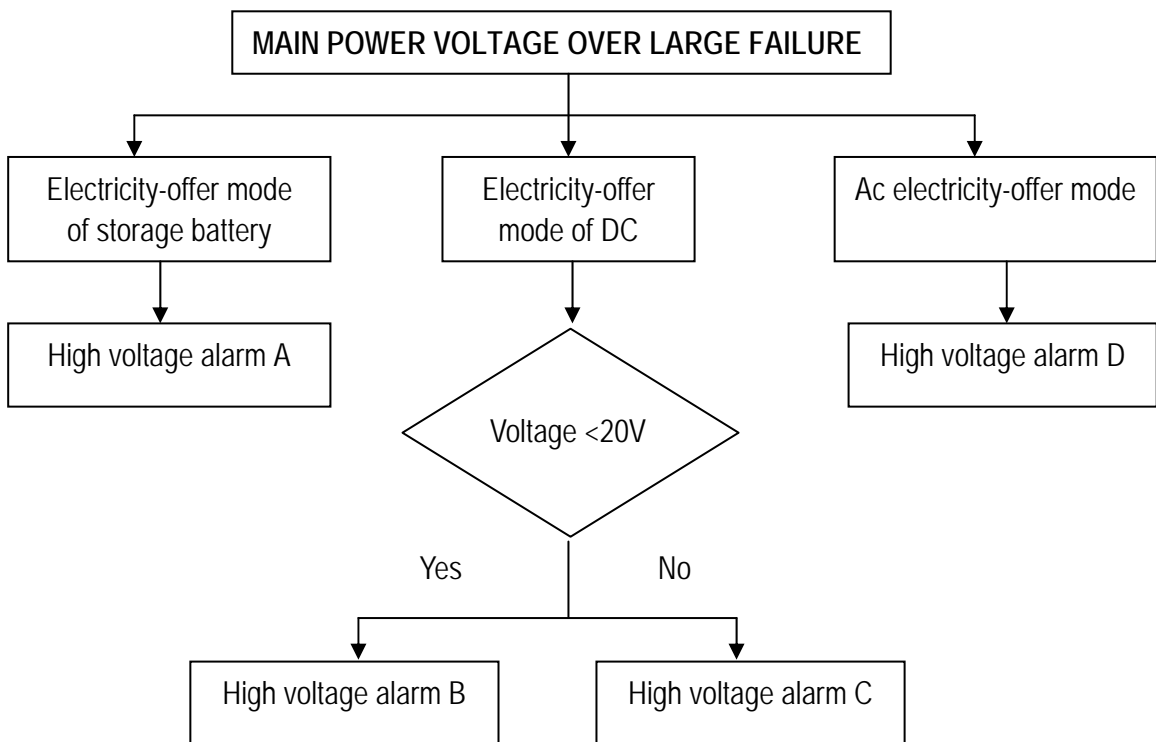 MAIN POWER VOLTAGE OVER LARGE FAILURE
Electricity-offer mode
of storage battery
Electricity-offer
mode of DC
Ac electricity-offer mode
High voltage alarm A
High voltage alarm D
Voltage <20V
Yes
No
High voltage alarm B
High voltage alarm C